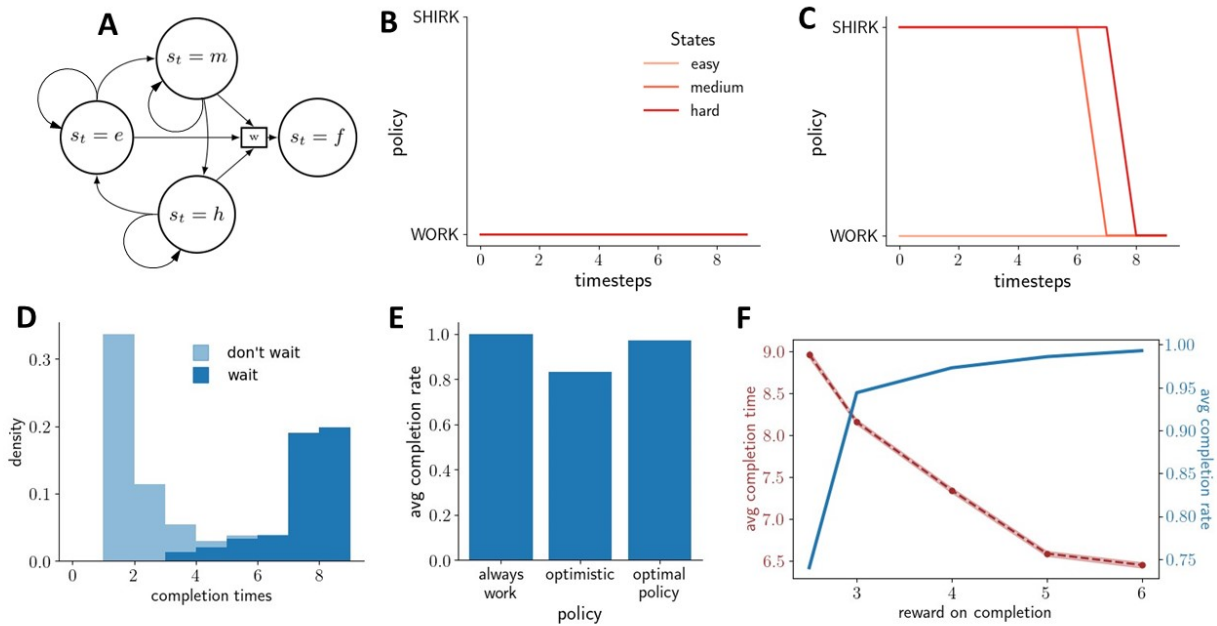 A
s_t = m
s_t = e
w
s_t = f
s_t = h
B
SHIRK
WORK
policy
States
easy
medium
hard
0 2 4 6 8
timesteps
C
SHIRK
WORK
policy
0 2 4 6 8
timesteps
D
0.3
0.2
0.1
0.0
density
don't wait
wait
0 2 4 6 8
completion times
E
1.0
0.8
0.6
0.4
0.2
0.0
avg completion rate
always
work
optimistic
optimal
policy
policy
F
9.0
8.5
8.0
7.5
7.0
6.5
avg completion time
1.00
0.95
0.90
0.85
0.80
0.75
avg completion rate
3 4 5 6
reward on completion